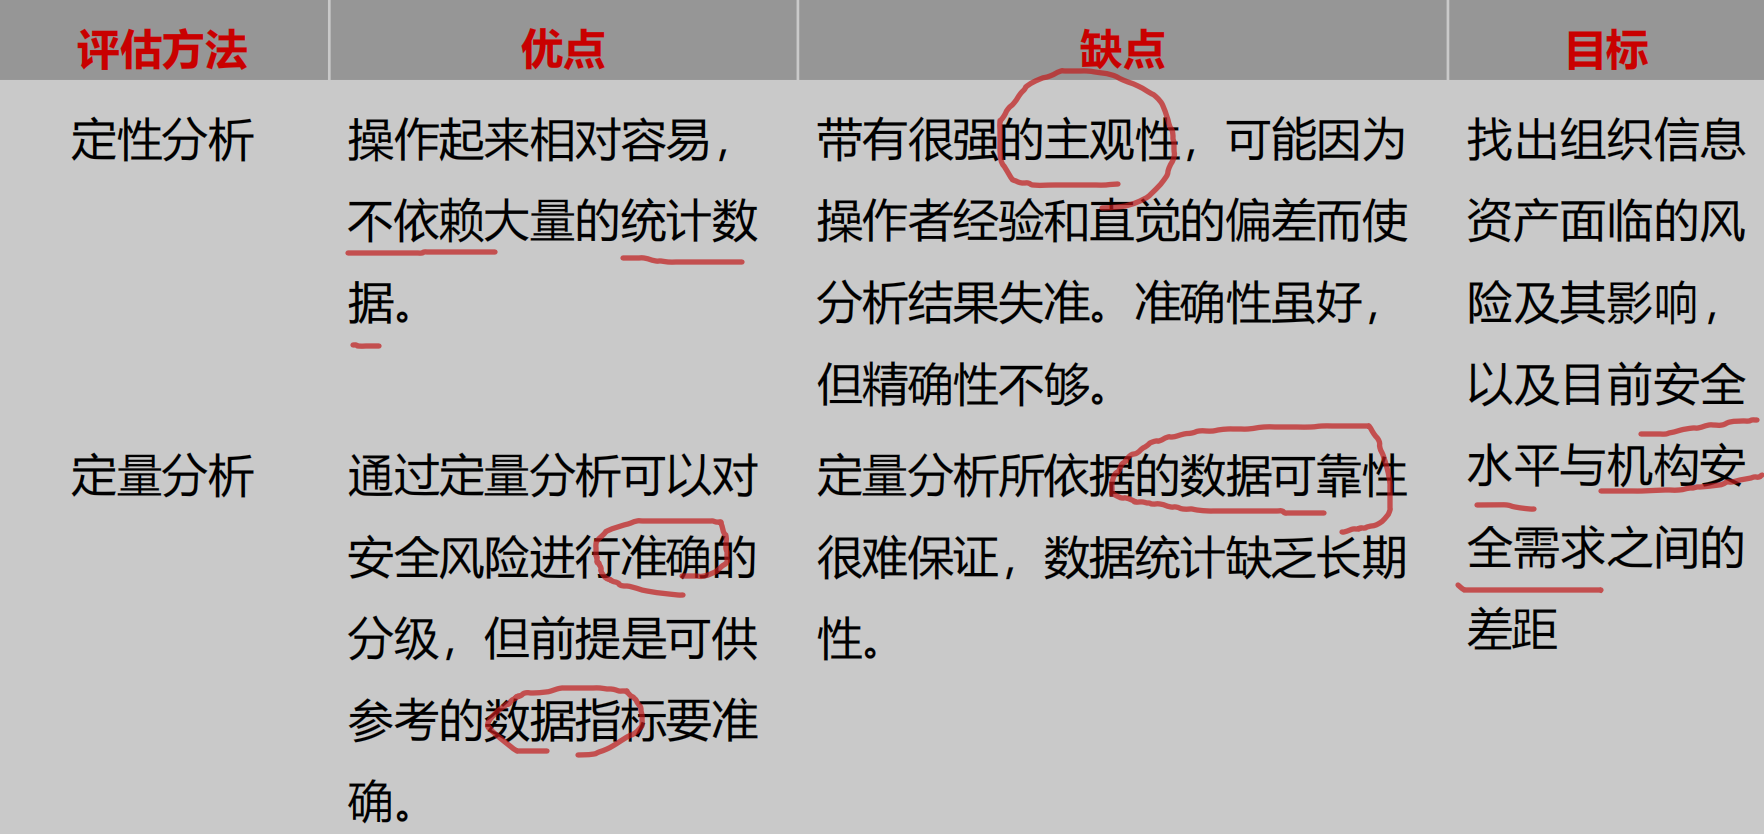 评估方法
优点
缺点
目标
定性分析
操作起来相对容易，
不依赖大量的统计数
据。
带有很强的主观性，可能因为
操作者经验和直觉的偏差而使
分析结果失准。准确性虽好，
但精确性不够。
定量分析
通过定量分析可以对
安全风险进行准确的
分级，但前提是可供
参考的数据指标要准
确。
定量分析所依据的数据可靠性
很难保证，数据统计缺乏长期
性。
找出组织信息
资产面临的风
险及其影响，
以及目前安全
水平与机构安
全需求之间的
差距